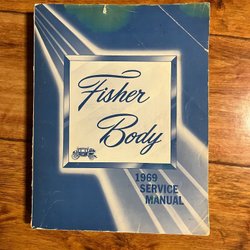 Fisher
Body
1969
SERVICE
MANUAL